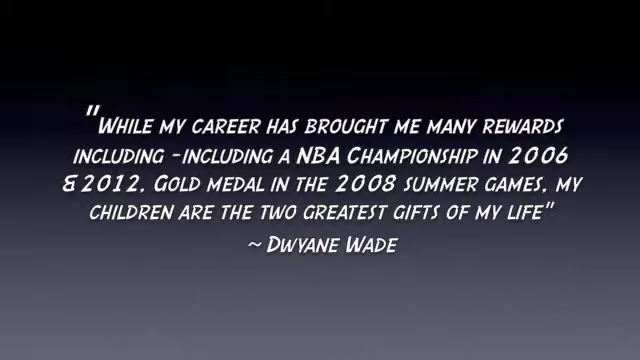 "While my career has brought me many rewards
including -including a NBA Championship in 2006
& 2012, Gold medal in the 2008 summer games, my
children are the two greatest gifts of my life"
~ Dwyane Wade